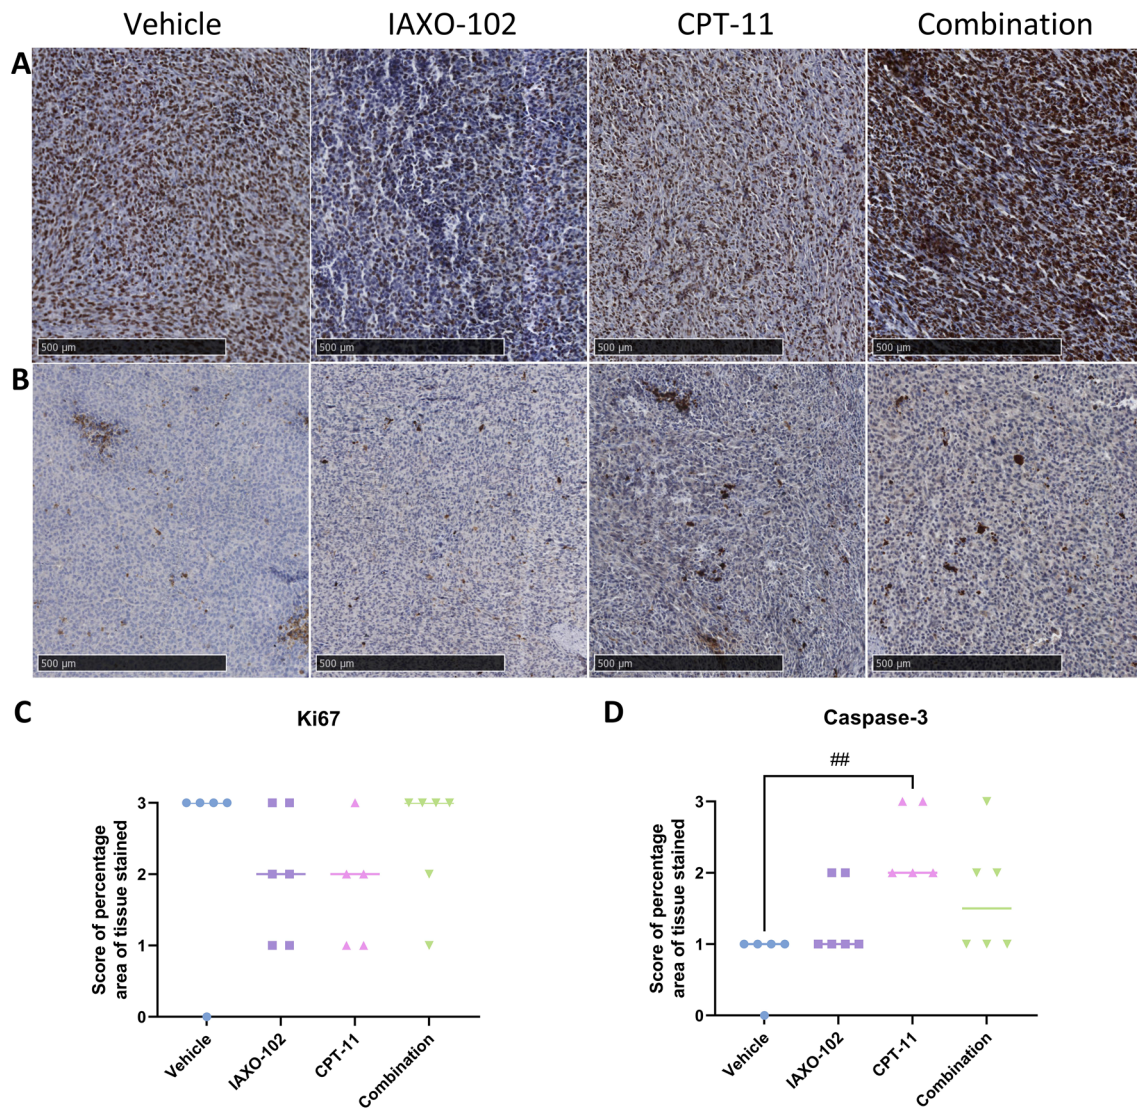 Vehicle IAXO-102 CPT-11 Combination
A
500 µm 500 µm 500 µm 500 µm
B
500 µm 500 µm 500 µm 500 µm
C Ki67
Score of percentage
area of tissue stained
3
2
1
0
Vehicle IAXO-102 CPT-11 Combination
D Caspase-3
##
Score of percentage
area of tissue stained
3
2
1
0
Vehicle IAXO-102 CPT-11 Combination